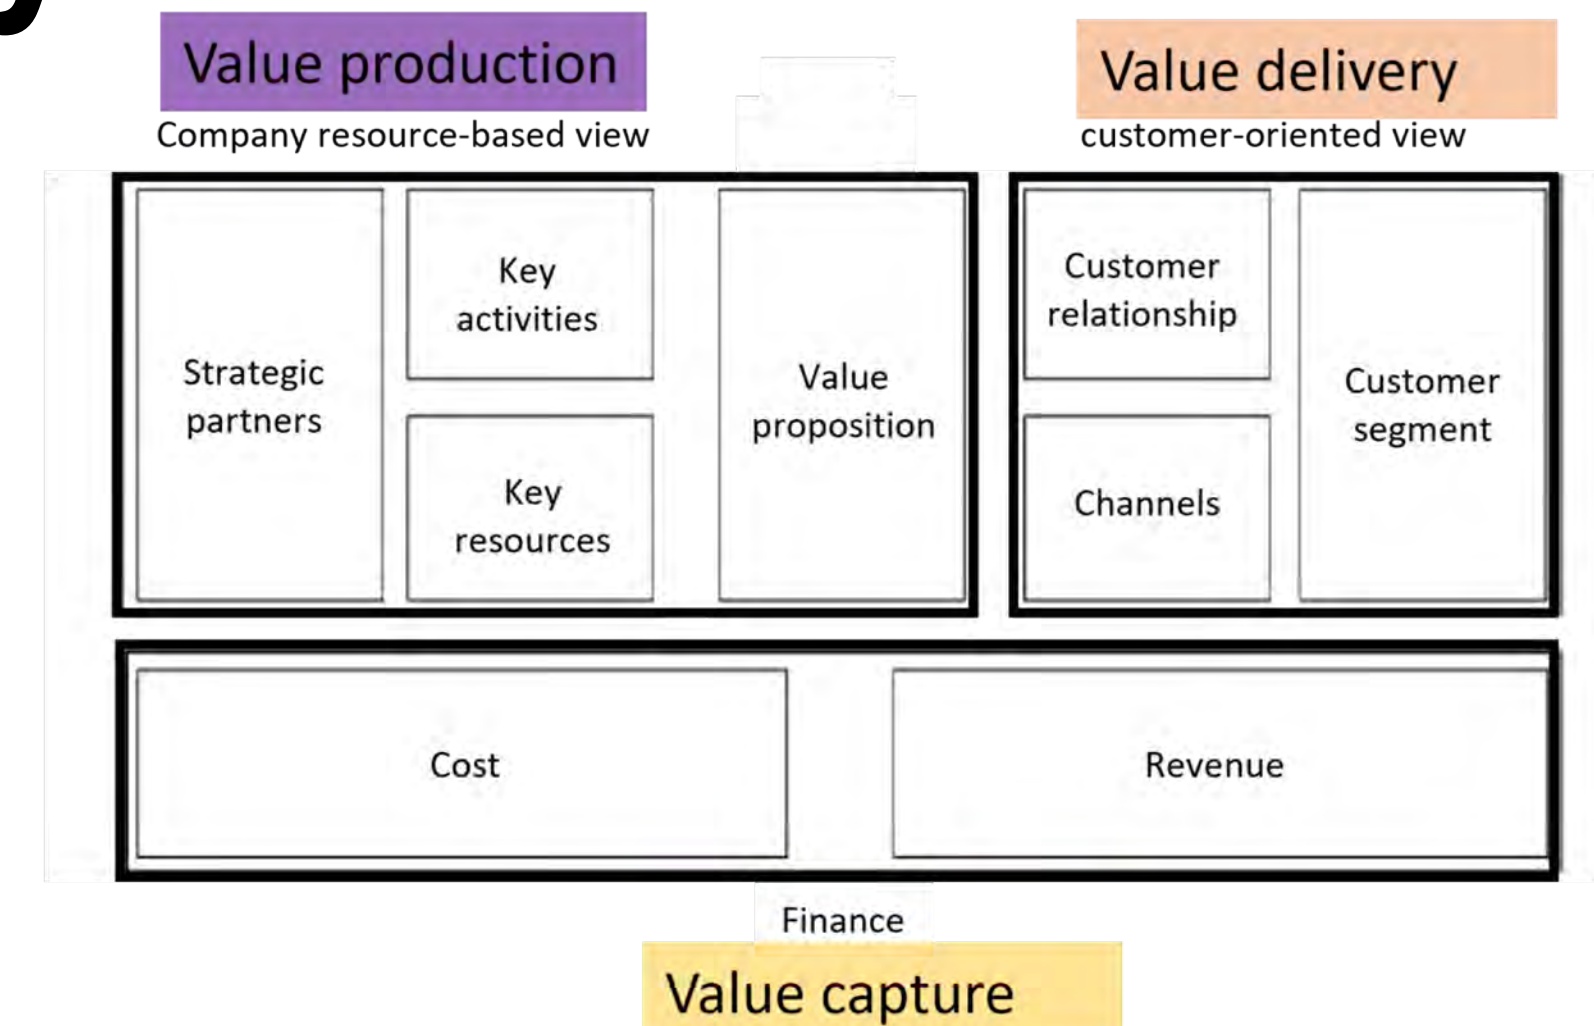 Value production
Company resource-based view
Value delivery
customer-oriented view
Strategic
partners
Key
activities
Key
resources
Value
proposition
Customer
relationship
Channels
Customer
segment
Cost
Revenue
Finance
Value capture